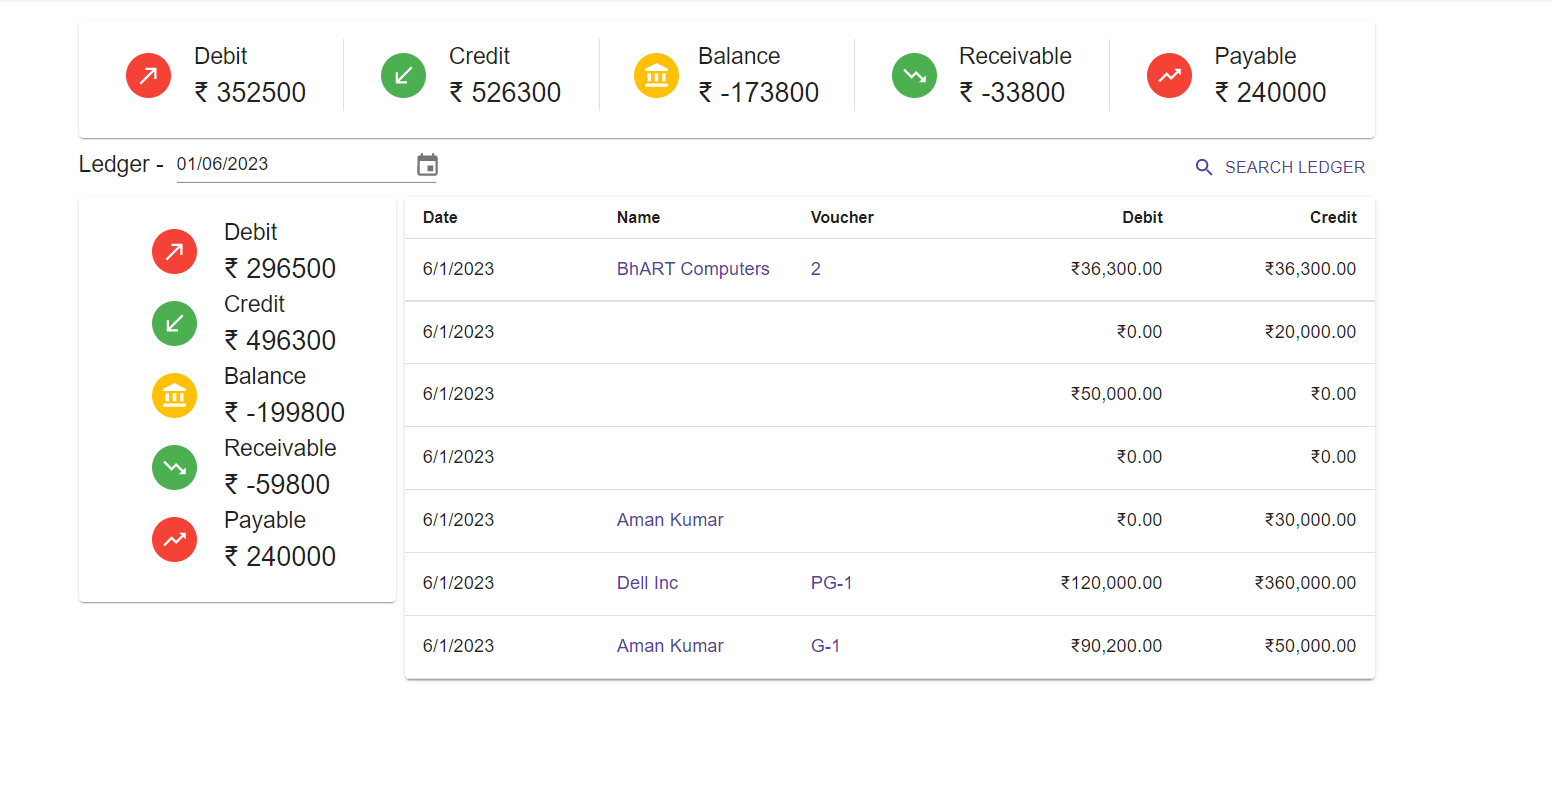 Debit
₹ 352500
Credit
₹ 526300
Balance
₹ -173800
Receivable
₹ -33800
Payable
₹ 240000
Ledger - 01/06/2023
SEARCH LEDGER
Debit
₹ 296500
Credit
₹ 496300
Balance
₹ -199800
Receivable
₹ -59800
Payable
₹ 240000
Date Name Voucher Debit Credit
6/1/2023 BhART Computers 2 ₹36,300.00 ₹36,300.00
6/1/2023 ₹0.00 ₹20,000.00
6/1/2023 ₹50,000.00 ₹0.00
6/1/2023 ₹0.00 ₹0.00
6/1/2023 Aman Kumar ₹0.00 ₹30,000.00
6/1/2023 Dell Inc PG-1 ₹120,000.00 ₹360,000.00
6/1/2023 Aman Kumar G-1 ₹90,200.00 ₹50,000.00